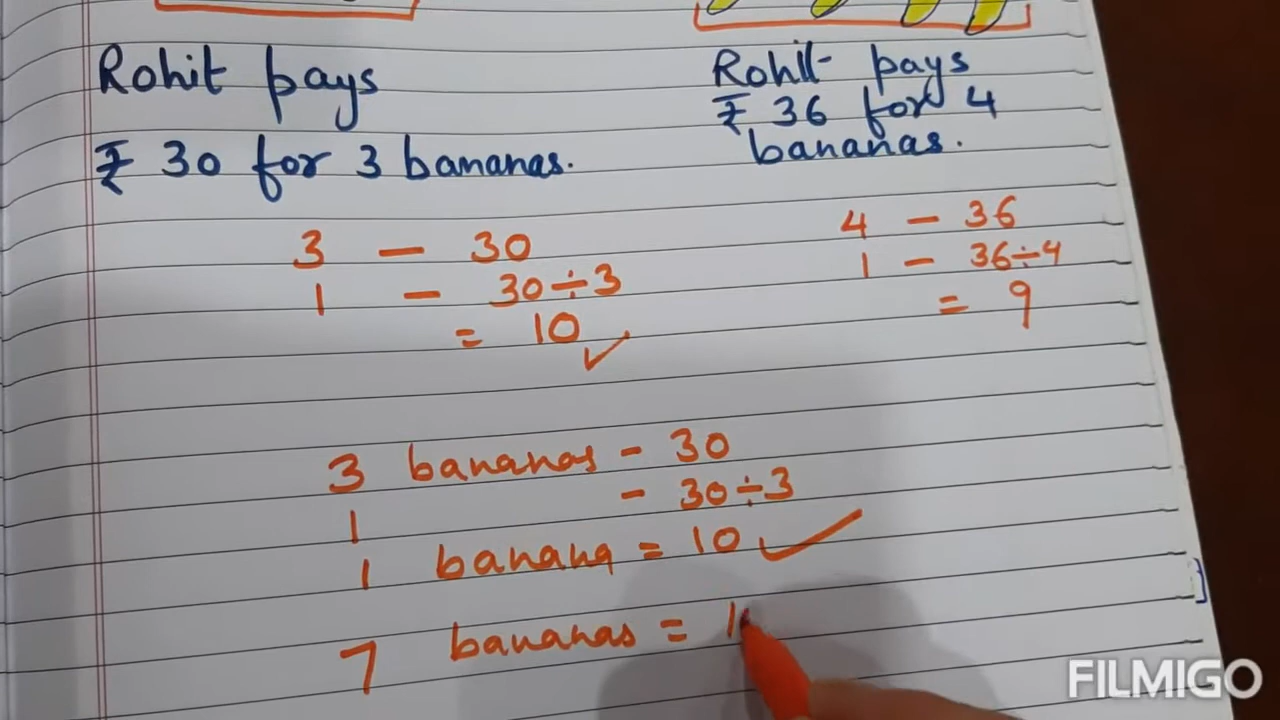 Rohit pays
₹ 30 for 3 bananas.
3 - 30
1 - 30÷3
= 10 ✓
Rohit pays
₹ 36 for 4
bananas.
4 - 36
1 - 36÷4
= 9
3 bananas - 30
1 - 30÷3
1 banana = 10 ✓
7 bananas = 1
FILMIGO